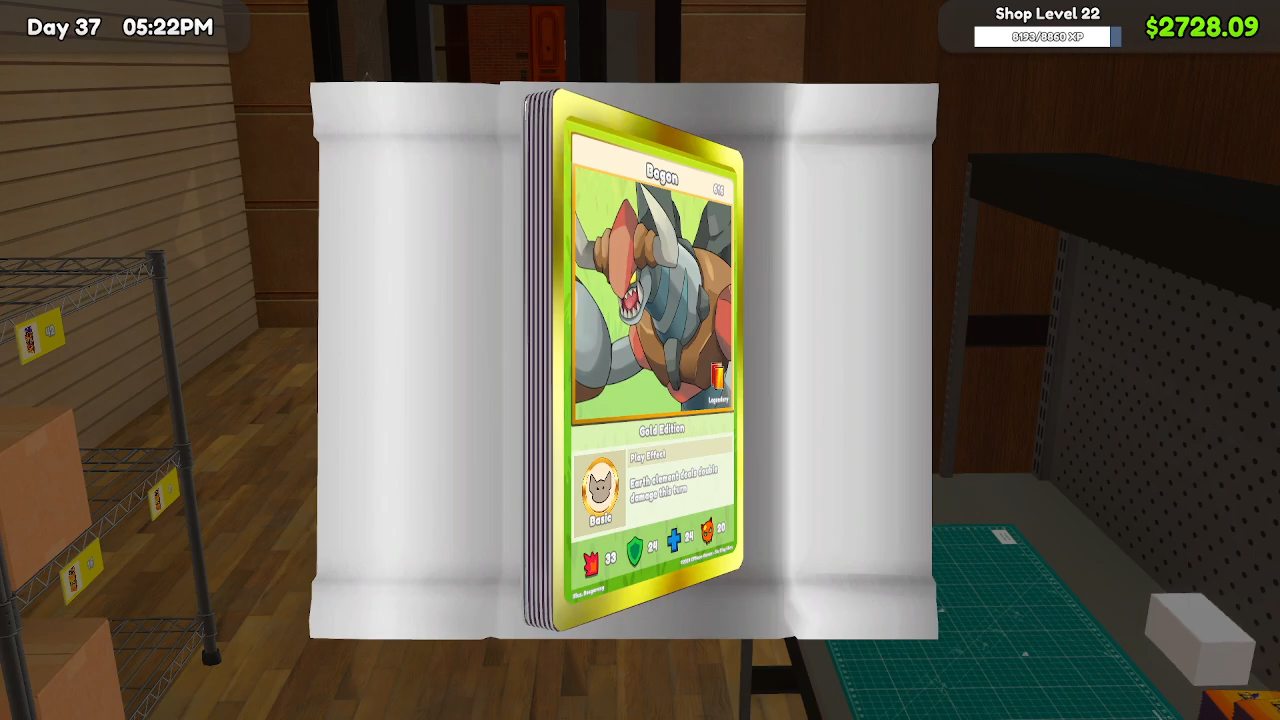 Day 37 05:22PM
Shop Level 22
8193/8860 XP
$2728.09
Bogon
Legendary
Gold Edition
Play Effect
Earth element deals double
damage this turn
Basic
33 24 24 20